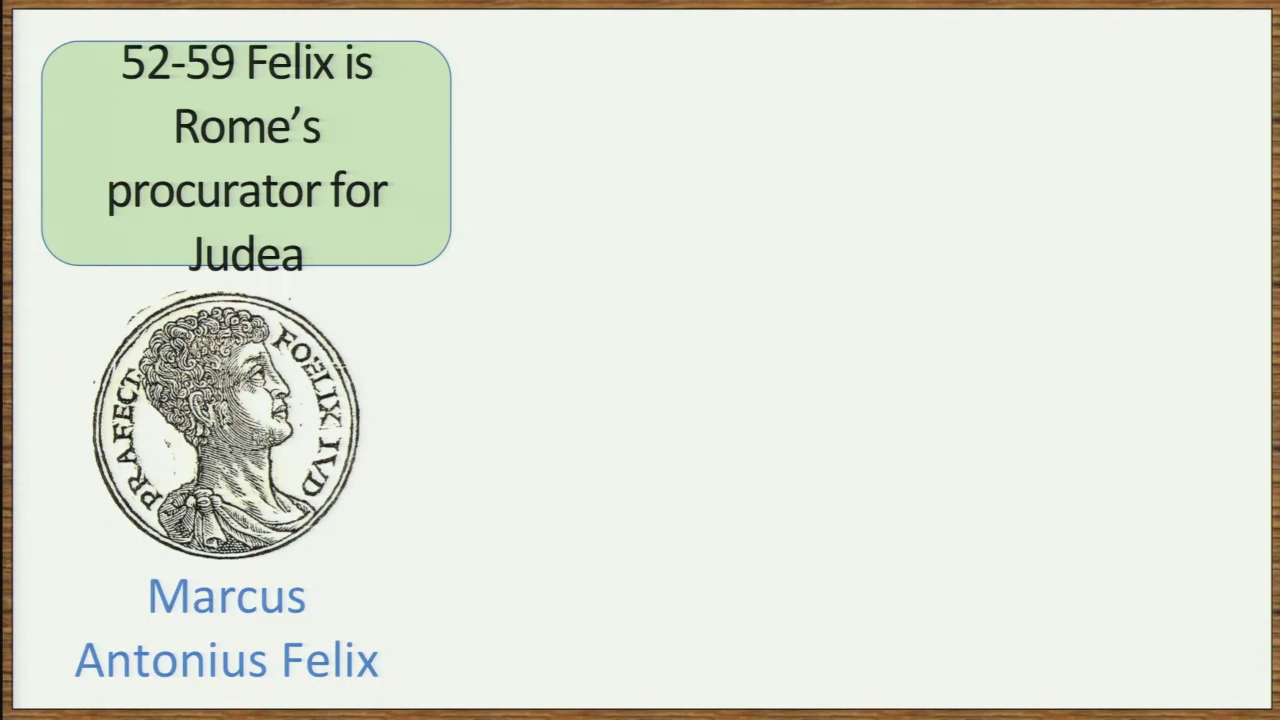 52-59 Felix is
Rome’s
procurator for
Judea
PRAEFECT FOELIX IVD
Marcus
Antonius Felix